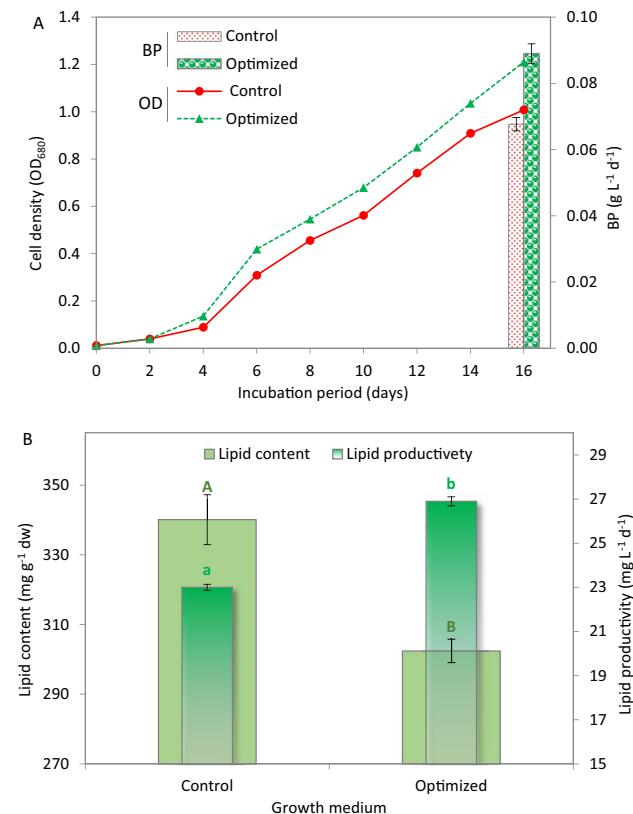 A
BP
Control
Optimized
OD
Control
Optimized
1.4
1.2
1.0
0.8
0.6
0.4
0.2
0.0
Cell density (OD680)
0.10
0.08
0.06
0.04
0.02
0.00
BP (g L-1 d-1)
0 2 4 6 8 10 12 14 16
Incubation period (days)
B
Lipid content Lipid productivety
350
330
310
290
270
Lipid content (mg g-1 dw)
29
27
25
23
21
19
17
15
Lipid productivity (mg L-1 d-1)
A
a
b
B
Control Optimized
Growth medium